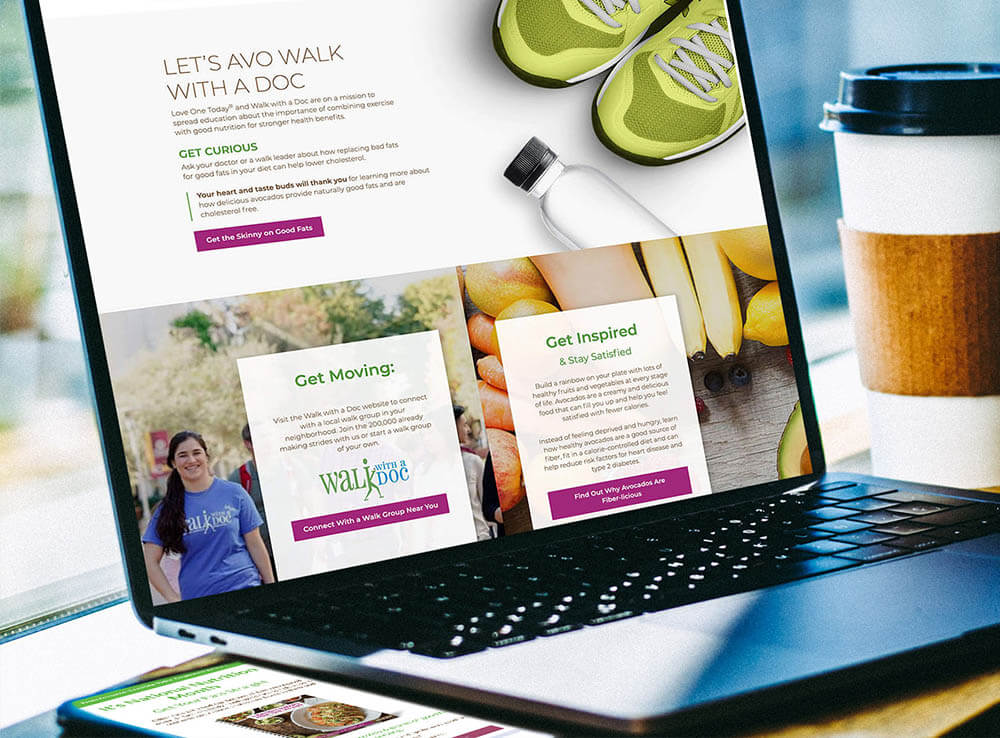 LET'S AVO WALK
WITH A DOC
Love One Today® and Walk with a Doc are on a mission to
spread education about the importance of combining exercise
with good nutrition for stronger health benefits.
GET CURIOUS
Ask your doctor or a walk leader about how replacing bad fats
for good fats in your diet can help lower cholesterol.
Your heart and taste buds will thank you for learning more about
how delicious avocados provide naturally good fats and are
cholesterol free.
Get the Skinny on Good Fats
Get Moving:
Visit the Walk with a Doc website to connect
with a local walk group in your
neighborhood. Join the 200,000 already
making strides with us or start a walk group
of your own.
walk WITH A
DOC
Connect With a Walk Group Near You
walk WITH A
DOC
Get Inspired
& Stay Satisfied
Build a rainbow on your plate with lots of
healthy fruits and vegetables at every stage
of life. Avocados are a creamy and delicious
food that can fill you up and help you feel
satisfied with fewer calories.
Instead of feeling deprived and hungry, learn
how healthy avocados are a good source of
fiber, fit in a calorie-controlled diet and can
help reduce risk factors for heart disease and
type 2 diabetes.
Find Out Why Avocados Are
Fiber-licious
It's National Nutrition
Month
Get Your Fats Straight